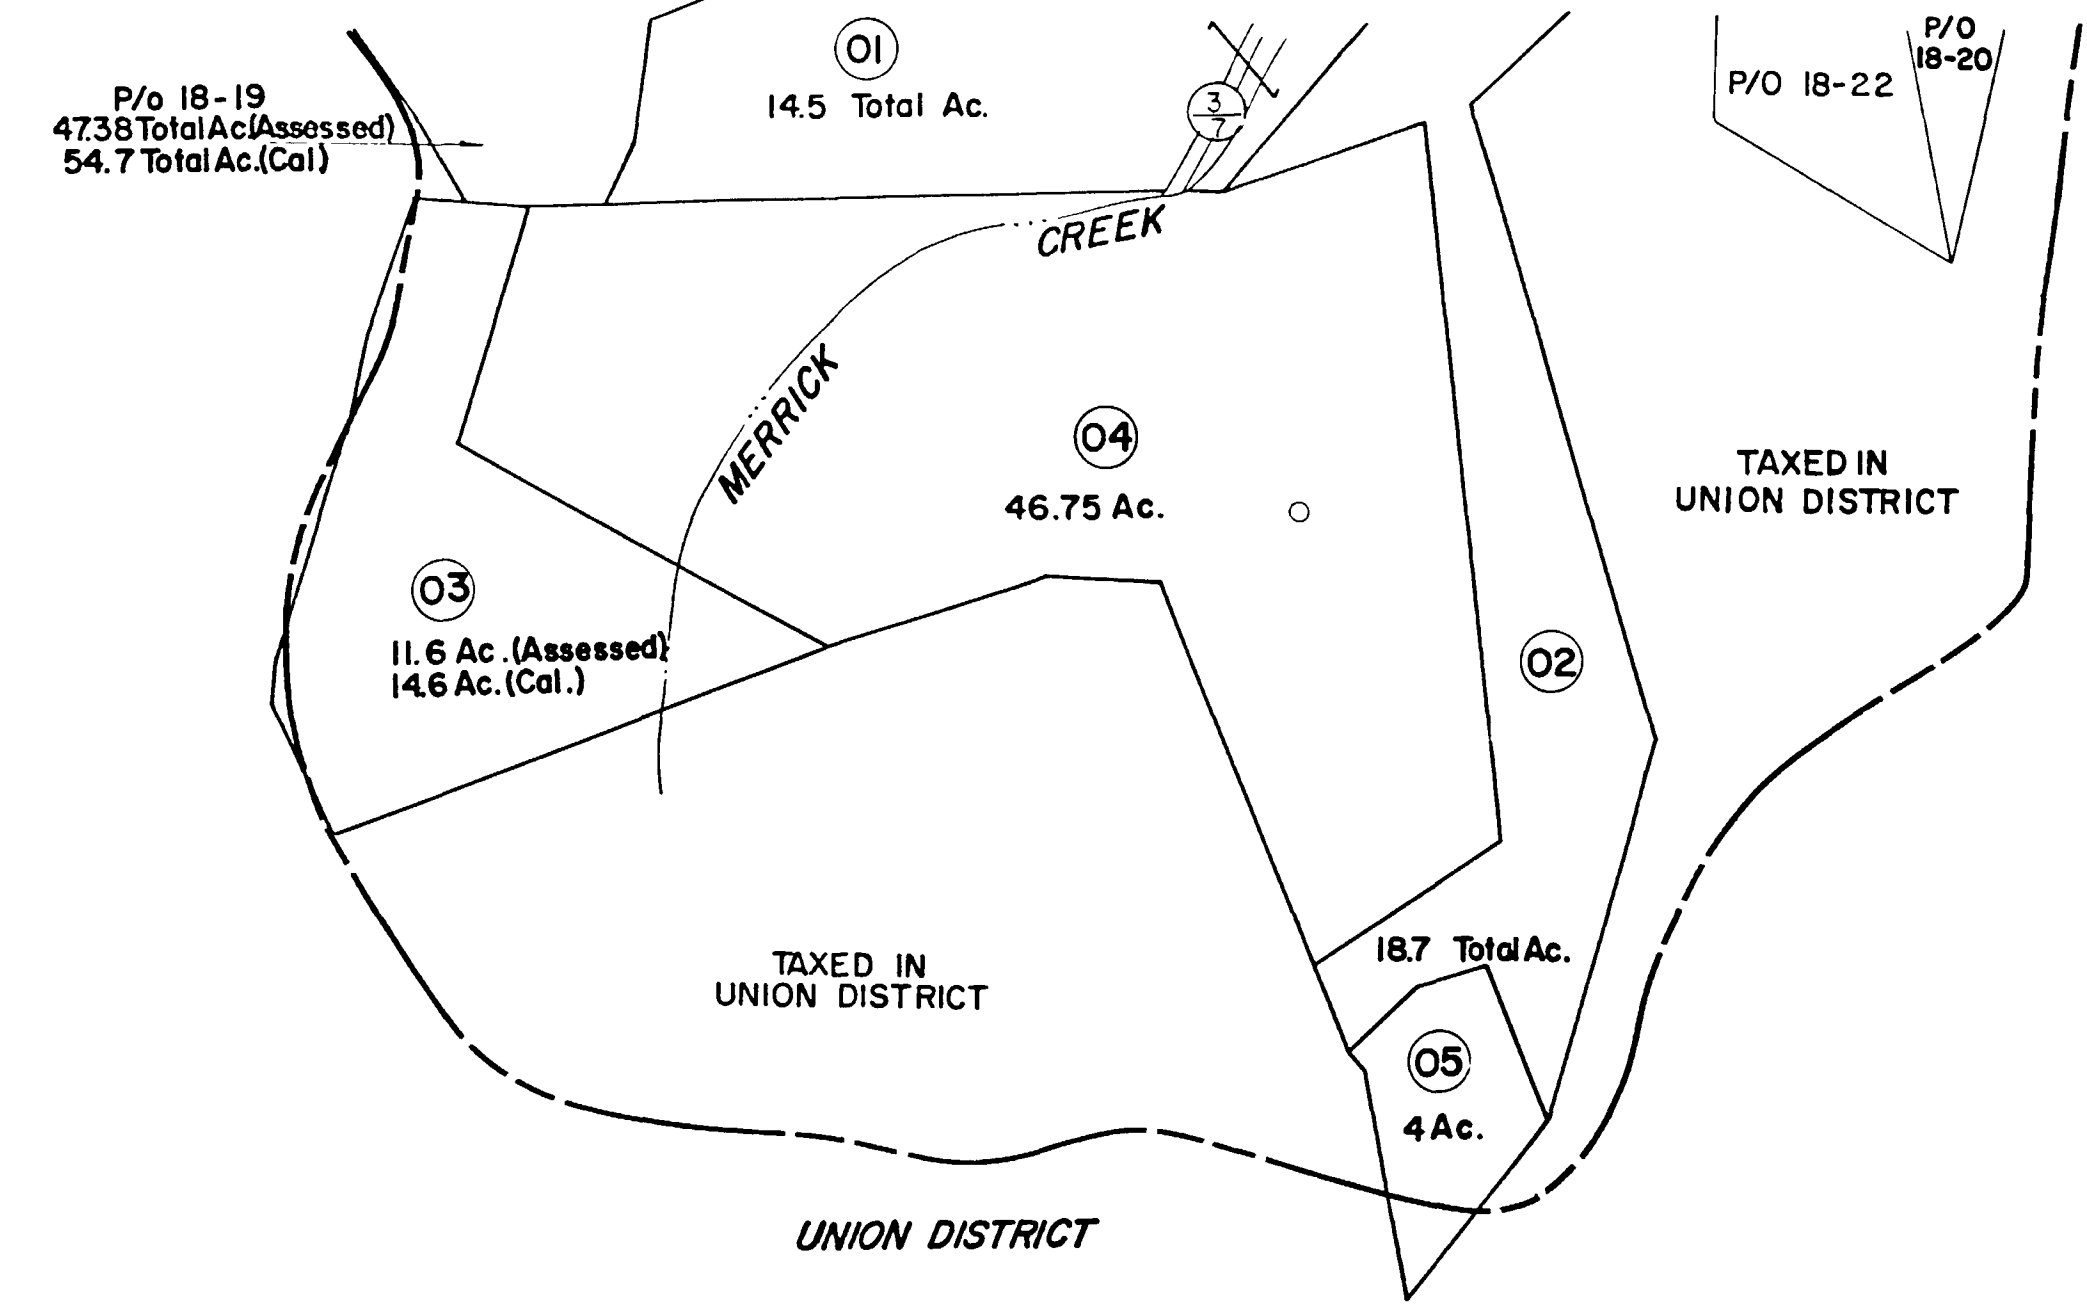 P/O 18-20
P/O 18-22
01
14.5 Total Ac.
3
7
P/o 18-19
47.38 Total Ac.(Assessed)
54.7 Total Ac.(Cal)
CREEK
MERRICK
04
46.75 Ac.
TAXED IN
UNION DISTRICT
03
11.6 Ac.(Assessed)
14.6 Ac.(Cal.)
02
18.7 Total Ac.
TAXED IN
UNION DISTRICT
05
4 Ac.
UNION DISTRICT